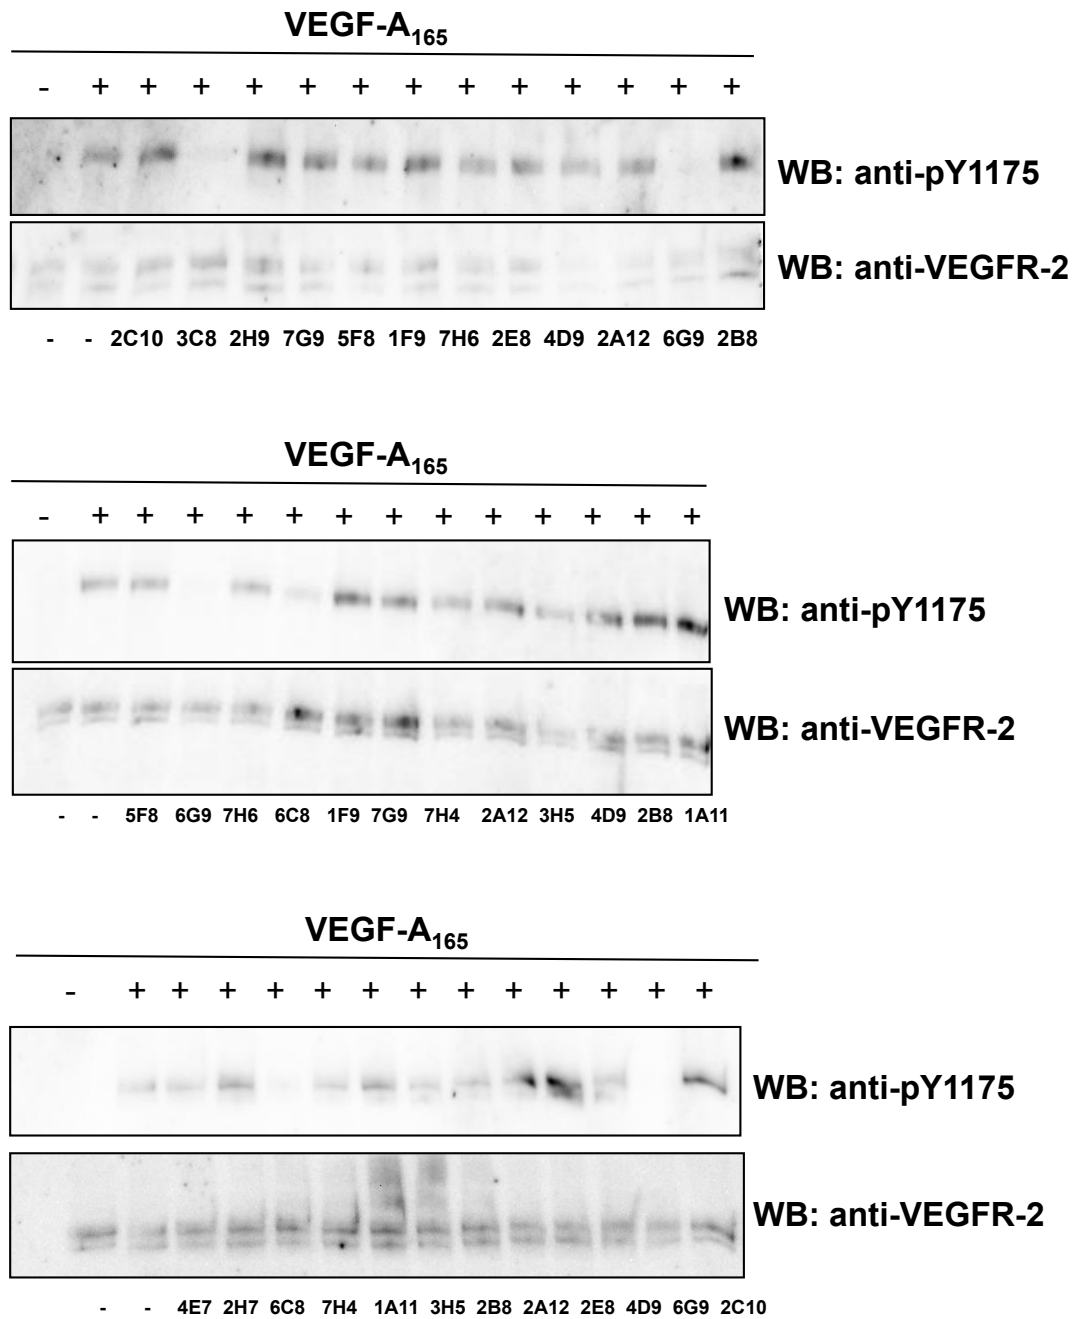 VEGF-A₁₆₅
- + + + + + + + + + + + + +
WB: anti-pY1175
WB: anti-VEGFR-2
- - 2C10 3C8 2H9 7G9 5F8 1F9 7H6 2E8 4D9 2A12 6G9 2B8
VEGF-A₁₆₅
- + + + + + + + + + + + + +
WB: anti-pY1175
WB: anti-VEGFR-2
- - 5F8 6G9 7H6 6C8 1F9 7G9 7H4 2A12 3H5 4D9 2B8 1A11
VEGF-A₁₆₅
- + + + + + + + + + + + + +
WB: anti-pY1175
WB: anti-VEGFR-2
- - 4E7 2H7 6C8 7H4 1A11 3H5 2B8 2A12 2E8 4D9 6G9 2C10